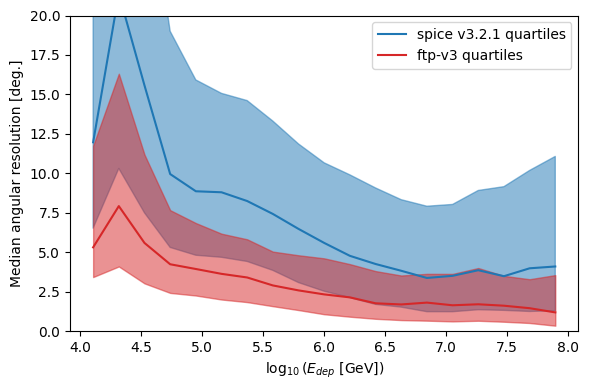 20.0
17.5
15.0
12.5
10.0
7.5
5.0
2.5
0.0
Median angular resolution [deg.]
spice v3.2.1 quartiles
ftp-v3 quartiles
4.0 4.5 5.0 5.5 6.0 6.5 7.0 7.5 8.0
log₁₀(E_dep [GeV])